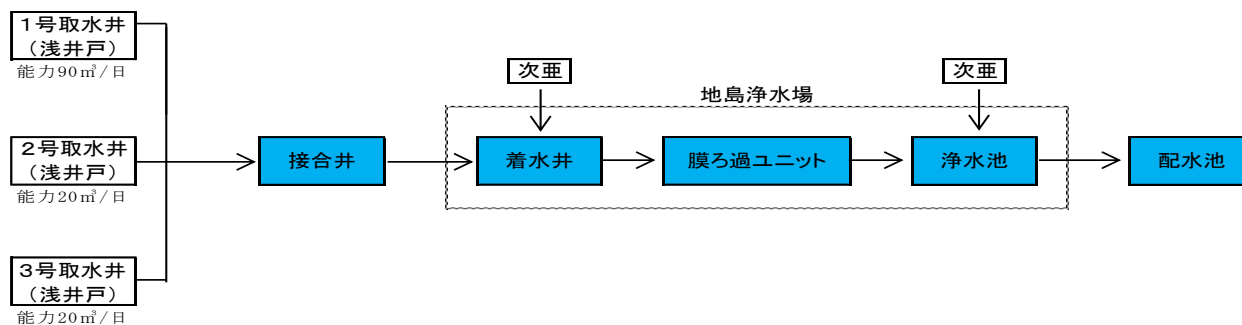 1号取水井
（浅井戸）
能力90㎥/日
2号取水井
（浅井戸）
能力20㎥/日
3号取水井
（浅井戸）
能力20㎥/日
接合井
地島浄水場
次亜
着水井
膜ろ過ユニット
次亜
浄水池
配水池